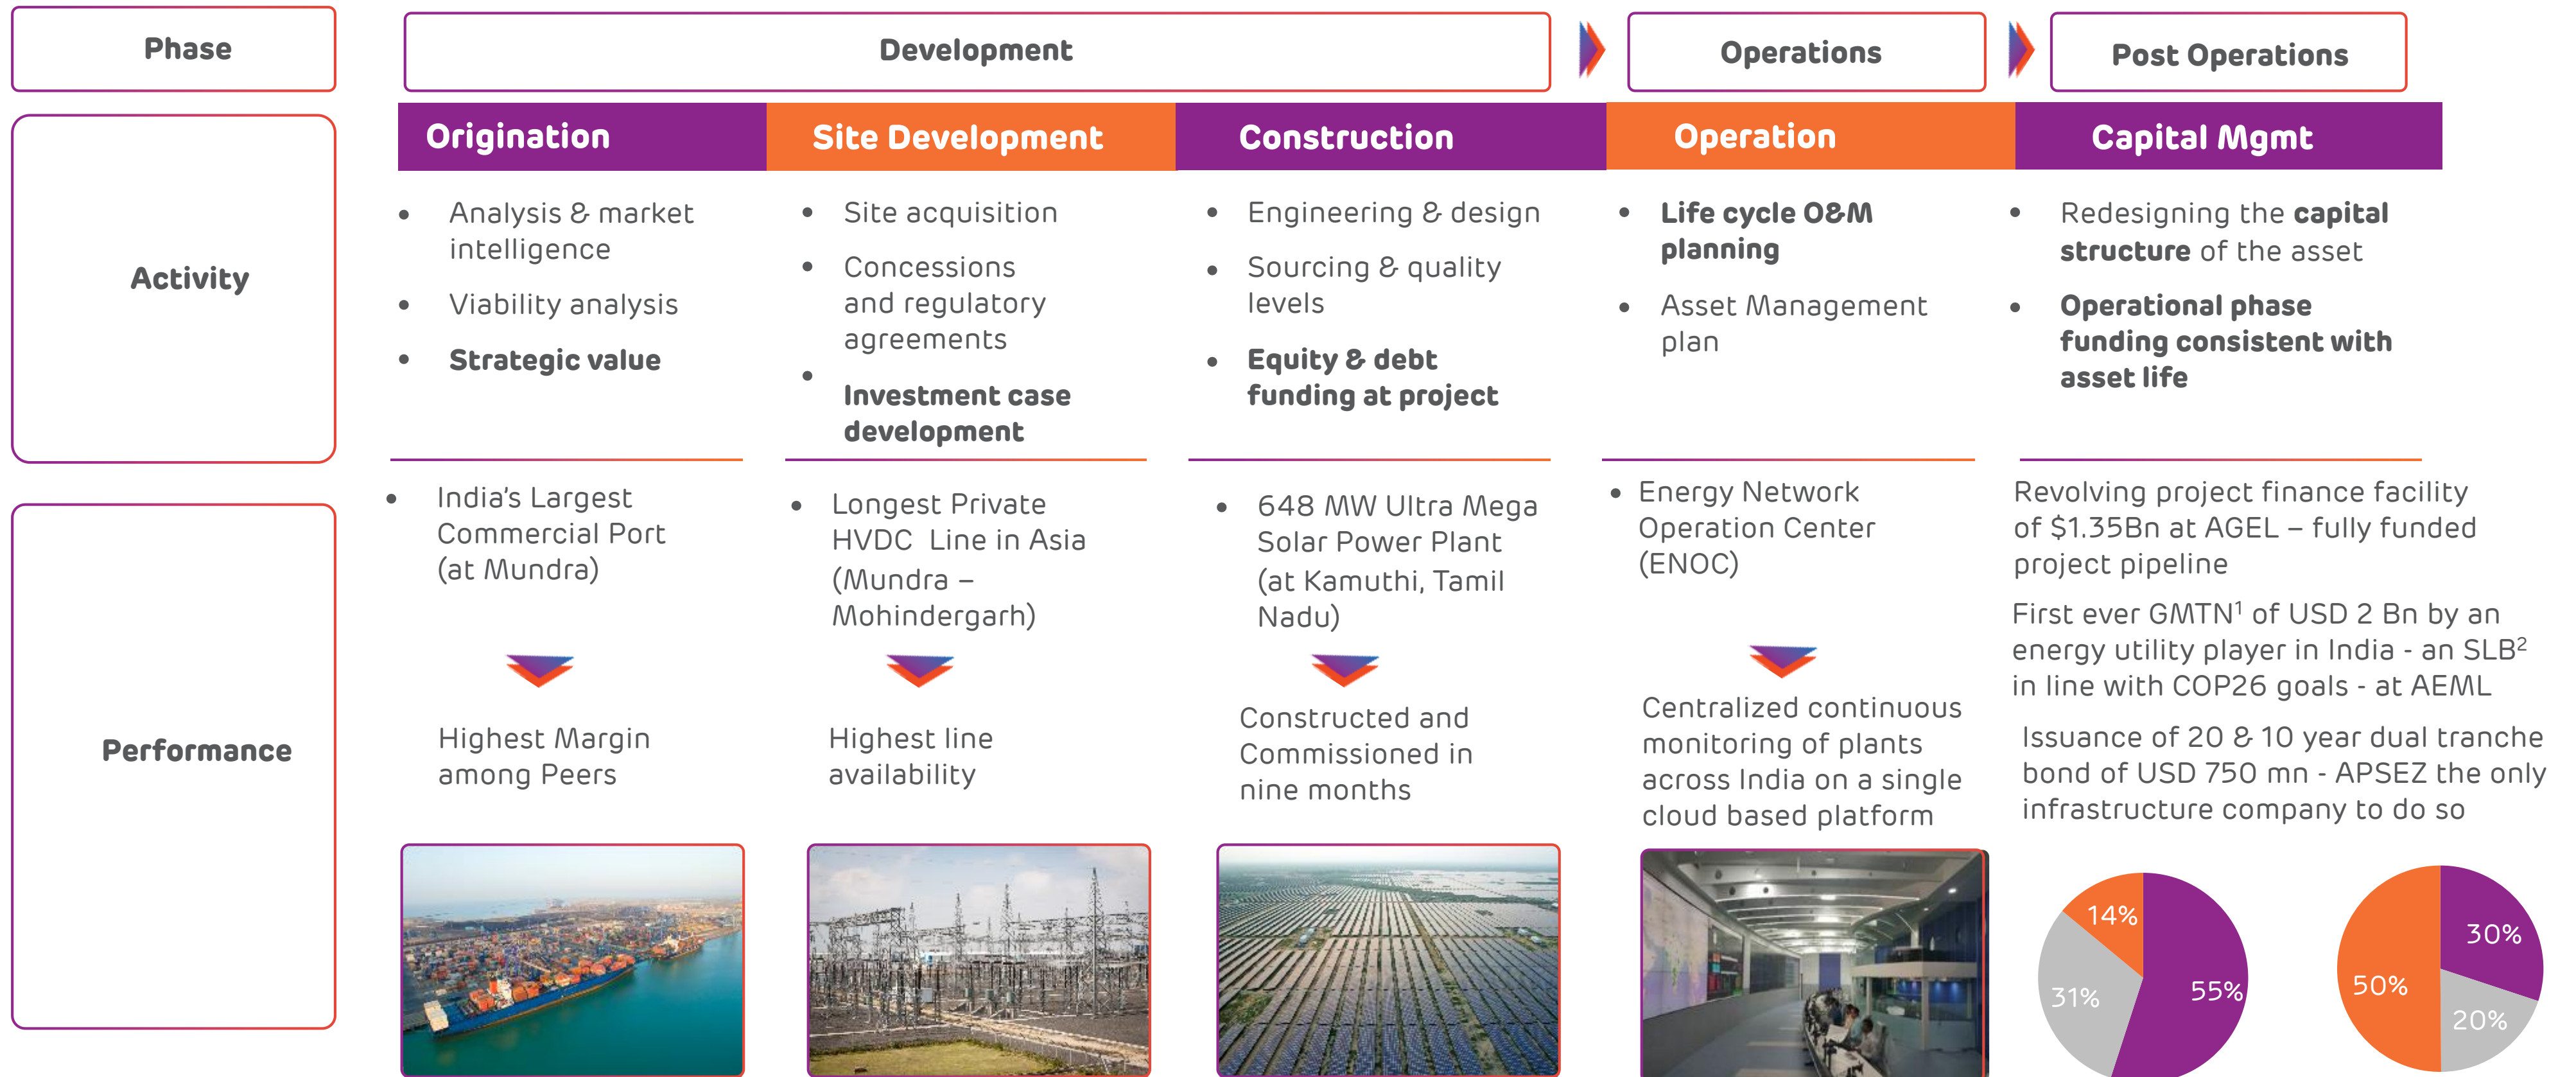 Phase
Development
Operations
Post Operations
Activity
Origination
Site Development
Construction
Operation
Capital Mgmt
• Analysis & market
intelligence
• Viability analysis
• Strategic value
• Site acquisition
• Concessions
and regulatory
agreements
• Investment case
development
• Engineering & design
• Sourcing & quality
levels
• Equity & debt
funding at project
• Life cycle O&M
planning
• Asset Management
plan
• Redesigning the capital
structure of the asset
• Operational phase
funding consistent with
asset life
Performance
• India's Largest
Commercial Port
(at Mundra)
Highest Margin
among Peers
• Longest Private
HVDC Line in Asia
(Mundra –
Mohindergarh)
Highest line
availability
• 648 MW Ultra Mega
Solar Power Plant
(at Kamuthi, Tamil
Nadu)
Constructed and
Commissioned in
nine months
• Energy Network
Operation Center
(ENOC)
Centralized continuous
monitoring of plants
across India on a single
cloud based platform
Revolving project finance facility
of $1.35Bn at AGEL – fully funded
project pipeline
First ever GMTN¹ of USD 2 Bn by an
energy utility player in India - an SLB²
in line with COP26 goals - at AEML
Issuance of 20 & 10 year dual tranche
bond of USD 750 mn - APSEZ the only
infrastructure company to do so
14%
31%
55%
50%
30%
20%